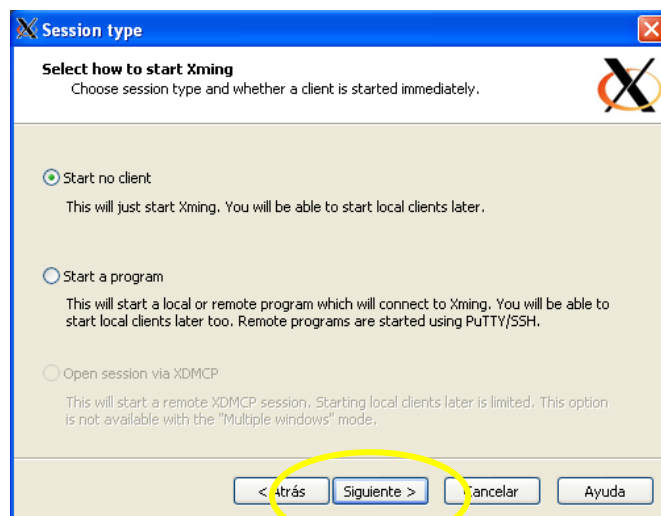 Session type
Select how to start Xming
Choose session type and whether a client is started immediately.
Start no client
This will just start Xming. You will be able to start local clients later.
Start a program
This will start a local or remote program which will connect to Xming. You will be able to
start local clients later too. Remote programs are started using PuTTY/SSH.
Open session via XDMCP
This will start a remote XDMCP session. Starting local clients later is limited. This option
is not available with the "Multiple windows" mode.
< Atrás Siguiente > Cancelar Ayuda